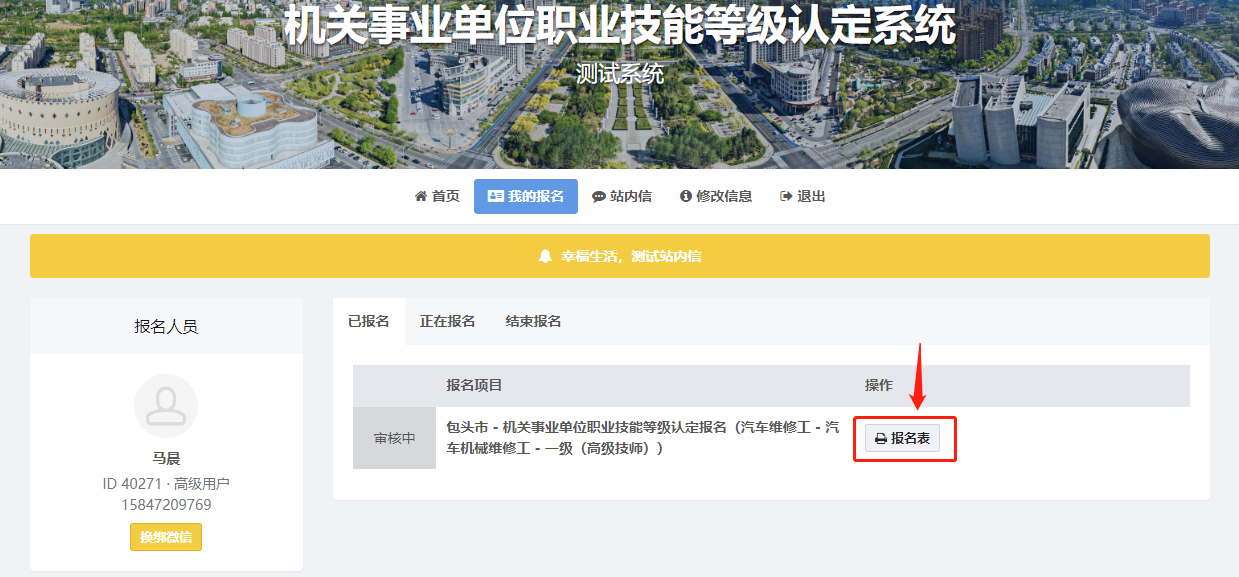 机关事业单位职业技能等级认定系统
测试系统
首页 我的报名 站内信 修改信息 退出
幸福生活，测试站内信
报名人员
马晨
ID 40271 · 高级用户
15847209769
换绑微信
已报名 正在报名 结束报名
报名项目 操作
审核中
包头市 - 机关事业单位职业技能等级认定报名（汽车维修工 - 汽
车机械维修工 - 一级（高级技师））
报名表